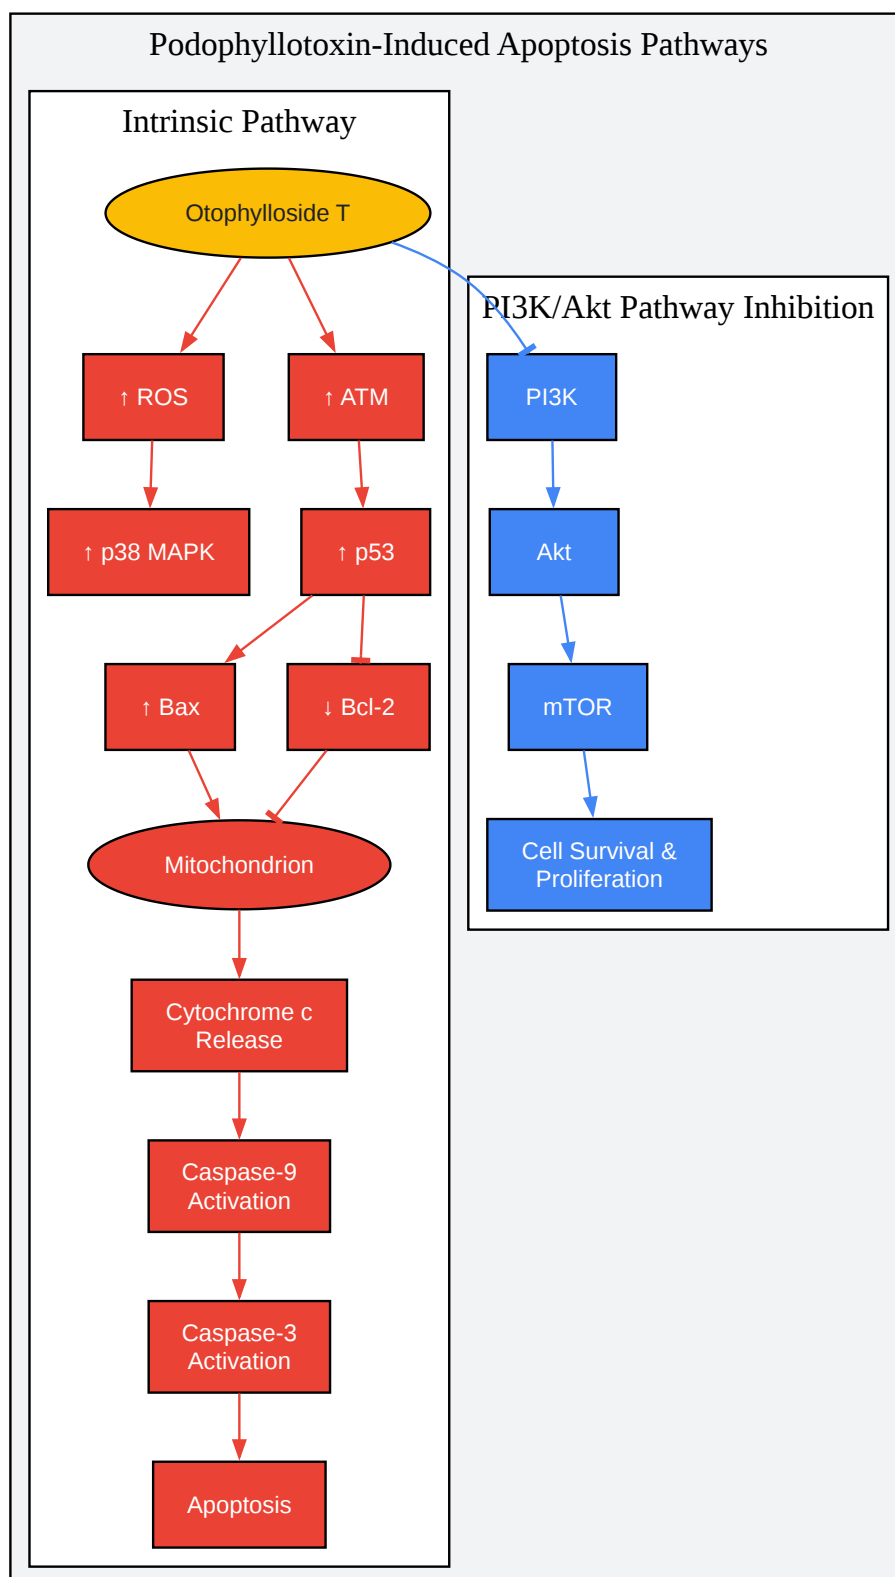 Podophyllotoxin-Induced Apoptosis Pathways
Intrinsic Pathway
Otophylloside T
PI3K/Akt Pathway Inhibition
↑ ROS
↑ ATM
PI3K
↑ p38 MAPK
↑ p53
Akt
↑ Bax
↓ Bcl-2
mTOR
Mitochondrion
Cell Survival &
Proliferation
Cytochrome c
Release
Caspase-9
Activation
Caspase-3
Activation
Apoptosis